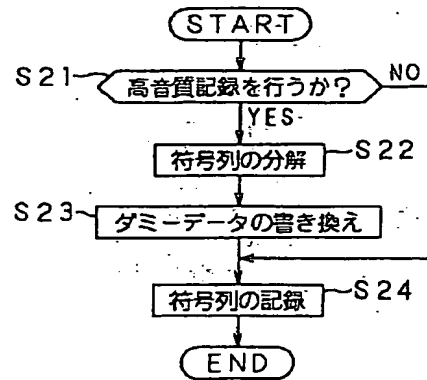 START
S21 高音質記録を行うか? NO
YES
符号列の分解 S22
S23 ダミーデータの書き換え
符号列の記録 S24
END